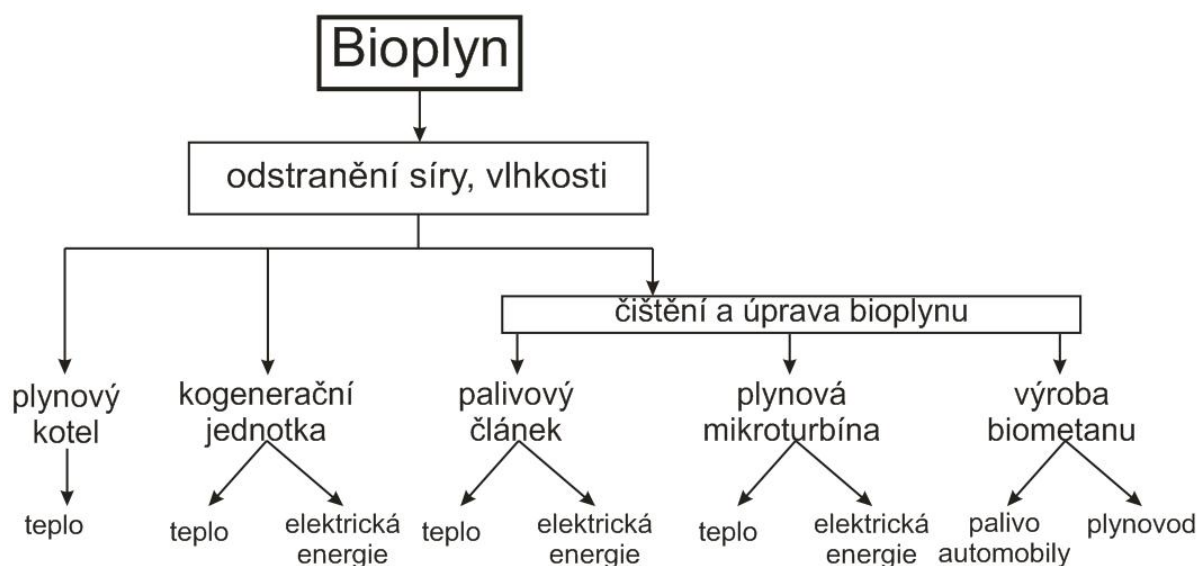 Bioplyn
odstranění síry, vlhkosti
čištění a úprava bioplynu
plynový
kotel
kogenerační
jednotka
palivový
článek
plynová
mikroturbína
výroba
biometanu
teplo
teplo
elektrická
energie
teplo
elektrická
energie
teplo
elektrická
energie
palivo
automobily
plynovod